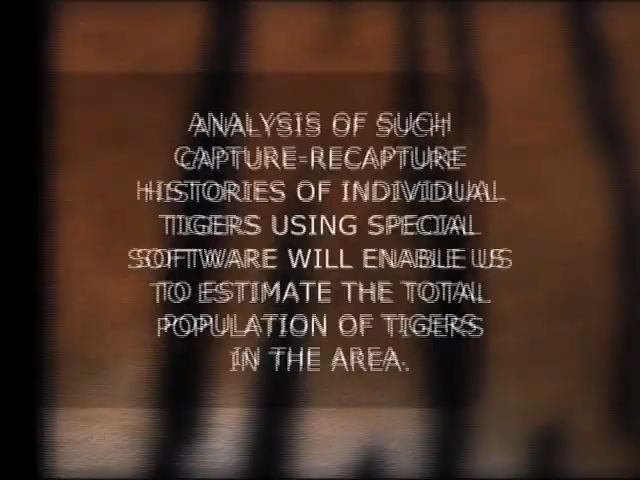 ANALYSIS OF SUCH
CAPTURE-RECAPTURE
HISTORIES OF INDIVIDUAL
TIGERS USING SPECIAL
SOFTWARE WILL ENABLE US
TO ESTIMATE THE TOTAL
POPULATION OF TIGERS
IN THE AREA.